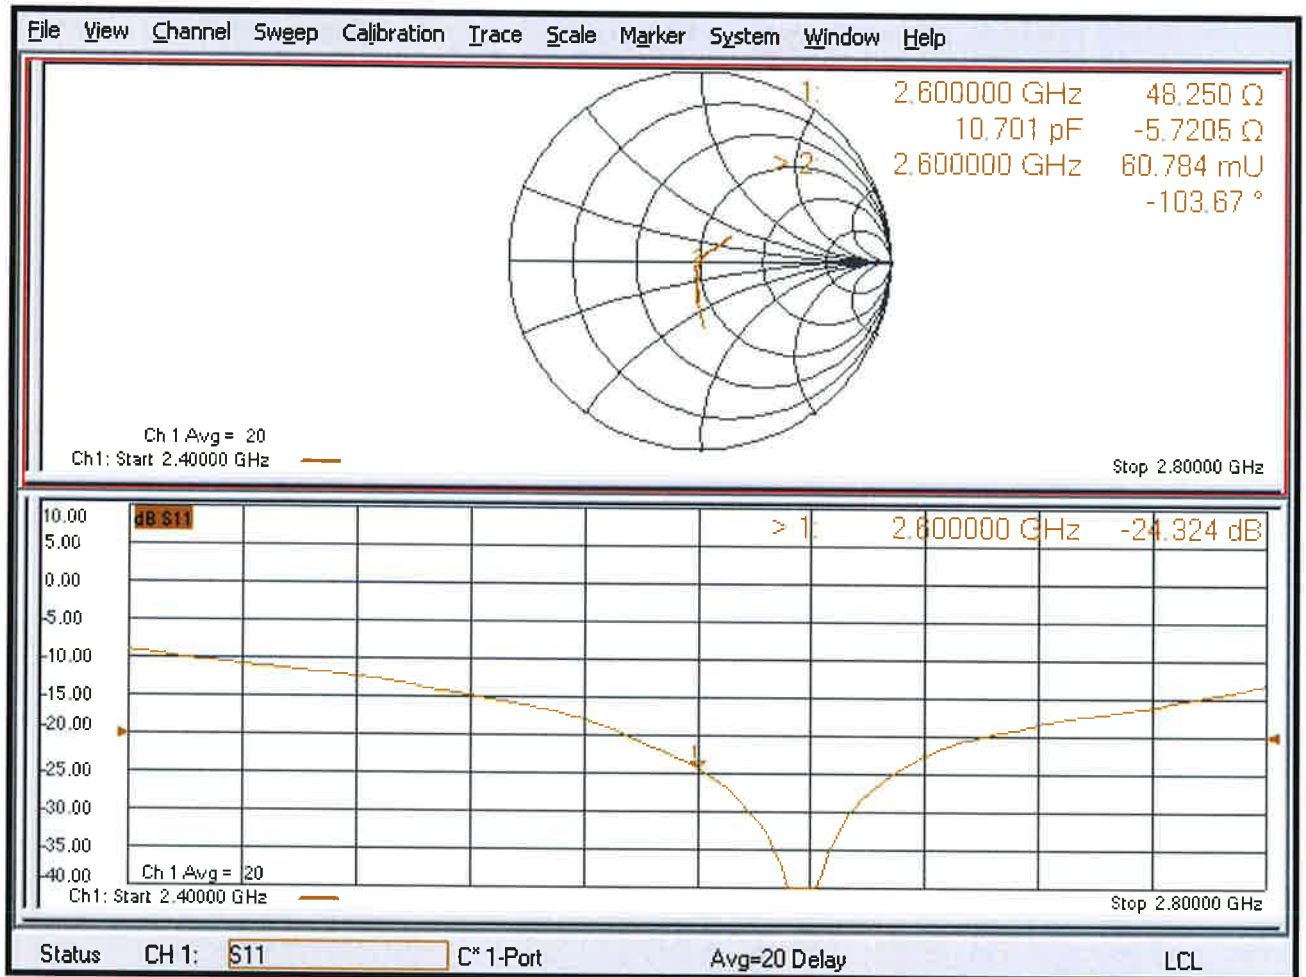 File View Channel Sweep Calibration Trace Scale Marker System Window Help
1: 2.600000 GHz 48.250 Ω
10.701 pF -5.7205 Ω
> 2: 2.600000 GHz 60.784 mU
-103.67 °
Ch 1 Avg = 20
Ch1: Start 2.40000 GHz
Stop 2.80000 GHz
10.00
dB S11
> 1: 2.600000 GHz -24.324 dB
5.00
0.00
-5.00
-10.00
-15.00
-20.00
1
-25.00
-30.00
-35.00
-40.00
Ch 1 Avg = 20
Ch1: Start 2.40000 GHz
Stop 2.80000 GHz
Status CH 1: S11 C* 1-Port Avg=20 Delay LCL